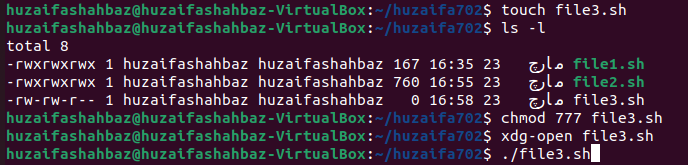 huzaifashahbaz@huzaifashahbaz-VirtualBox:~/huzaifa702$ touch file3.sh
huzaifashahbaz@huzaifashahbaz-VirtualBox:~/huzaifa702$ ls -l
total 8
-rwxrwxrwx 1 huzaifashahbaz huzaifashahbaz 167 16:35 23 مارچ file1.sh
-rwxrwxrwx 1 huzaifashahbaz huzaifashahbaz 760 16:55 23 مارچ file2.sh
-rw-rw-r-- 1 huzaifashahbaz huzaifashahbaz 0 16:58 23 مارچ file3.sh
huzaifashahbaz@huzaifashahbaz-VirtualBox:~/huzaifa702$ chmod 777 file3.sh
huzaifashahbaz@huzaifashahbaz-VirtualBox:~/huzaifa702$ xdg-open file3.sh
huzaifashahbaz@huzaifashahbaz-VirtualBox:~/huzaifa702$ ./file3.sh